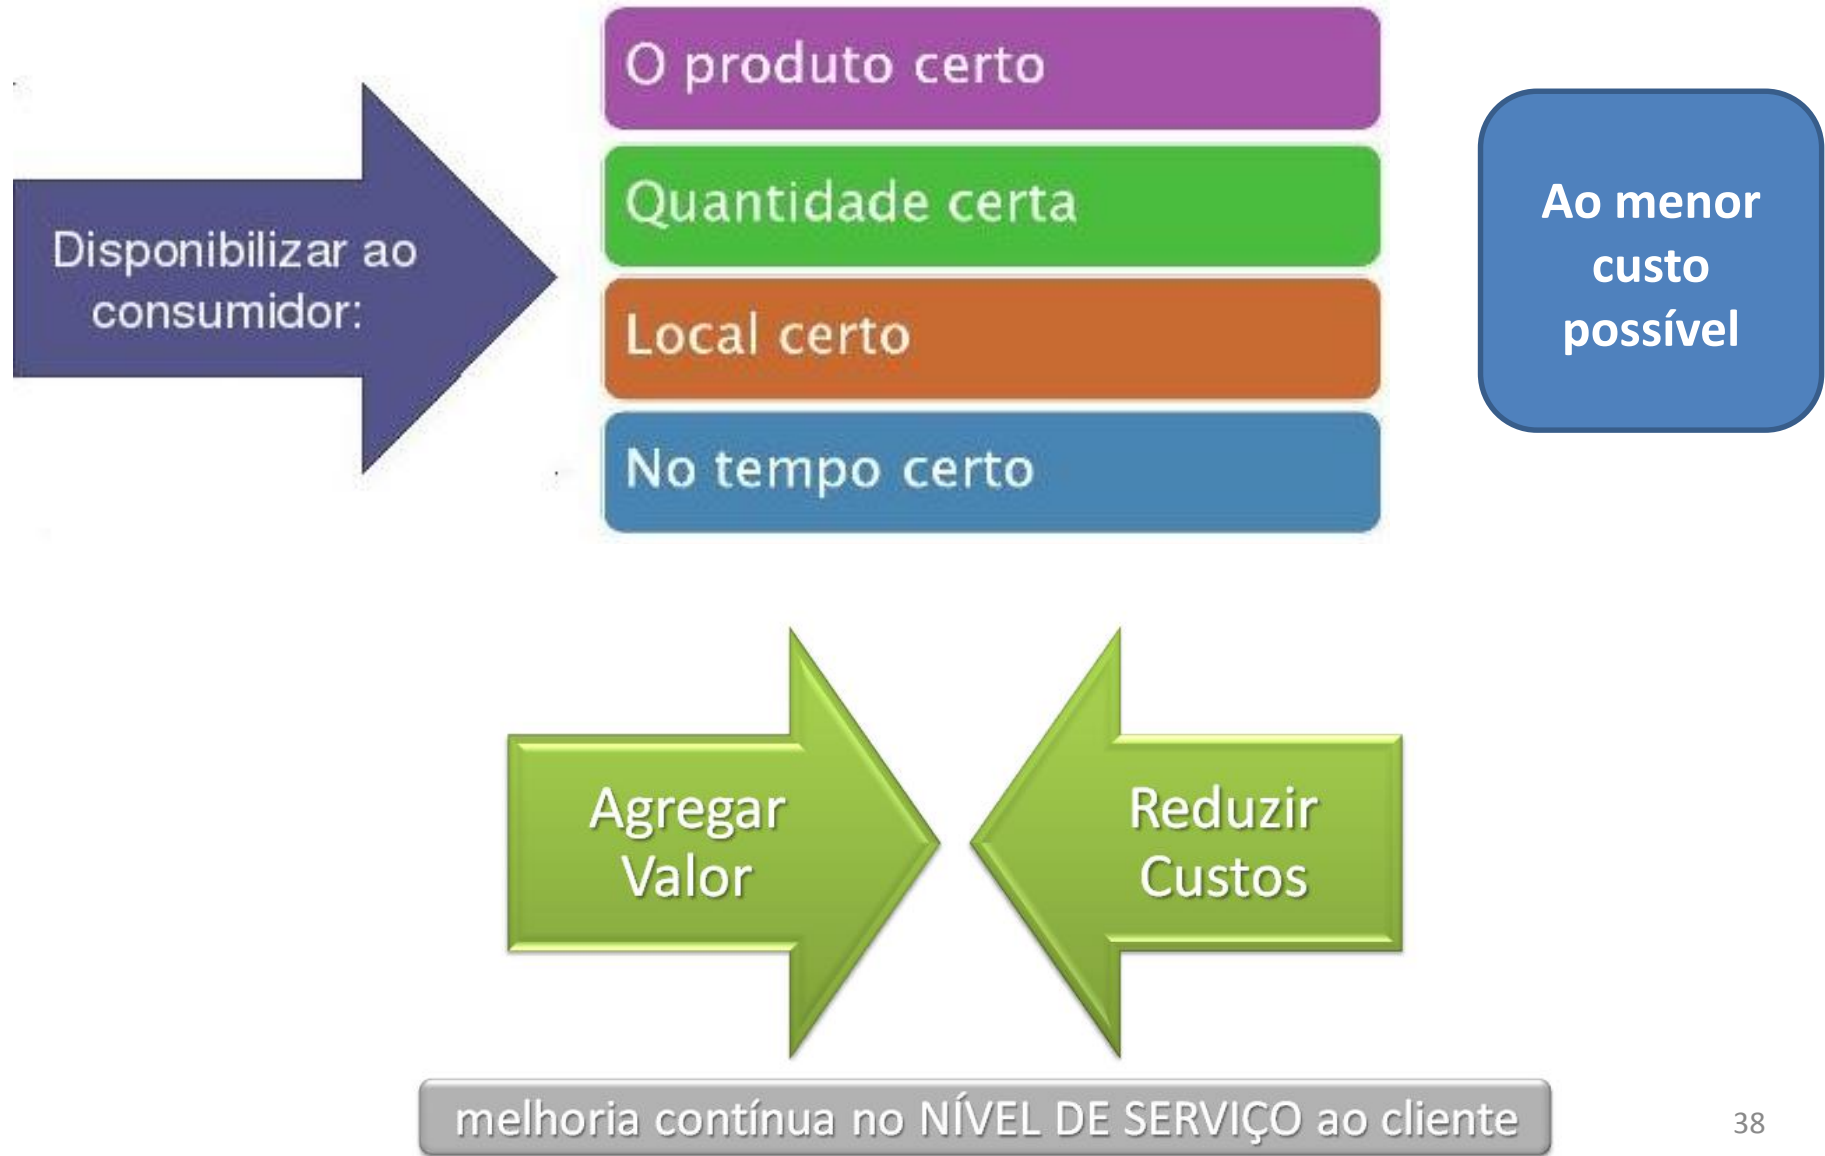 Disponibilizar ao
consumidor:
O produto certo
Quantidade certa
Local certo
No tempo certo
Ao menor
custo
possível
Agregar
Valor
Reduzir
Custos
melhoria contínua no NÍVEL DE SERVIÇO ao cliente
38